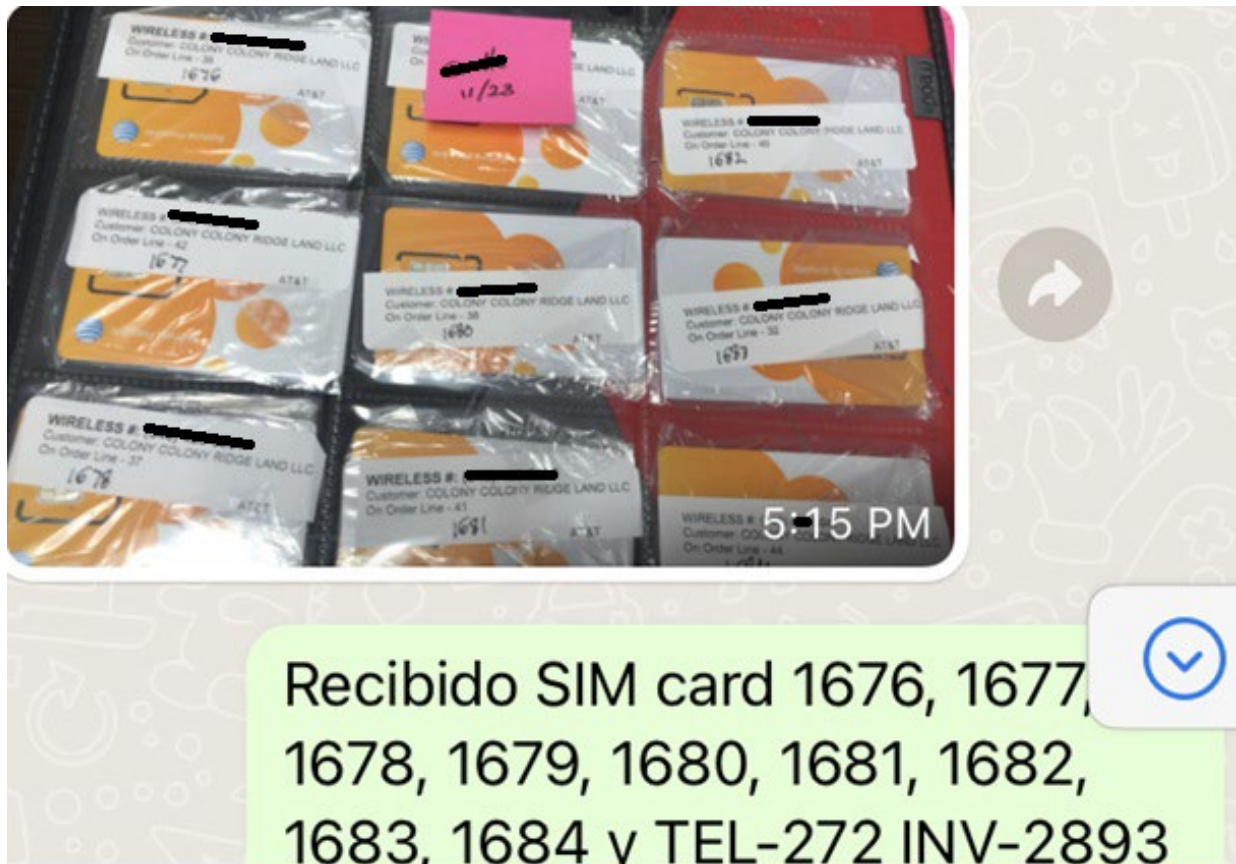 WIRELESS #:
Customer: COLONY COLONY RIDGE LAND LLC
On Order Line - 38
1676
AT&T
11/23
E LAND LLC
AT&T
WIRELESS #
Customer: COLONY COLONY RIDGE LAND LLC
On Order Line -
1682
AT&T
WIRELESS #
Customer: COLONY COLONY RIDGE LAND LLC
On Order Line - 42
1677
AT&T
WIRELESS #
Customer: COLONY COLONY RIDGE LAND LLC
On Order Line -
1680
AT&T
WIRELESS #
Customer: COLONY COLONY RIDGE LAND LLC
On Order Line - 32
1683
AT&T
WIRELESS #:
Customer: COLONY COLONY RIDGE LAND LLC
On Order Line - 37
1678
AT&T
WIRELESS #:
Customer: COLONY COLONY RIDGE LAND LLC
On Order Line - 41
1681
AT&T
WIRELESS #
Customer:
On Order Line - 44
5:15 PM
Recibido SIM card 1676, 1677,
1678, 1679, 1680, 1681, 1682,
1683, 1684 y TEL-272 INV-2893